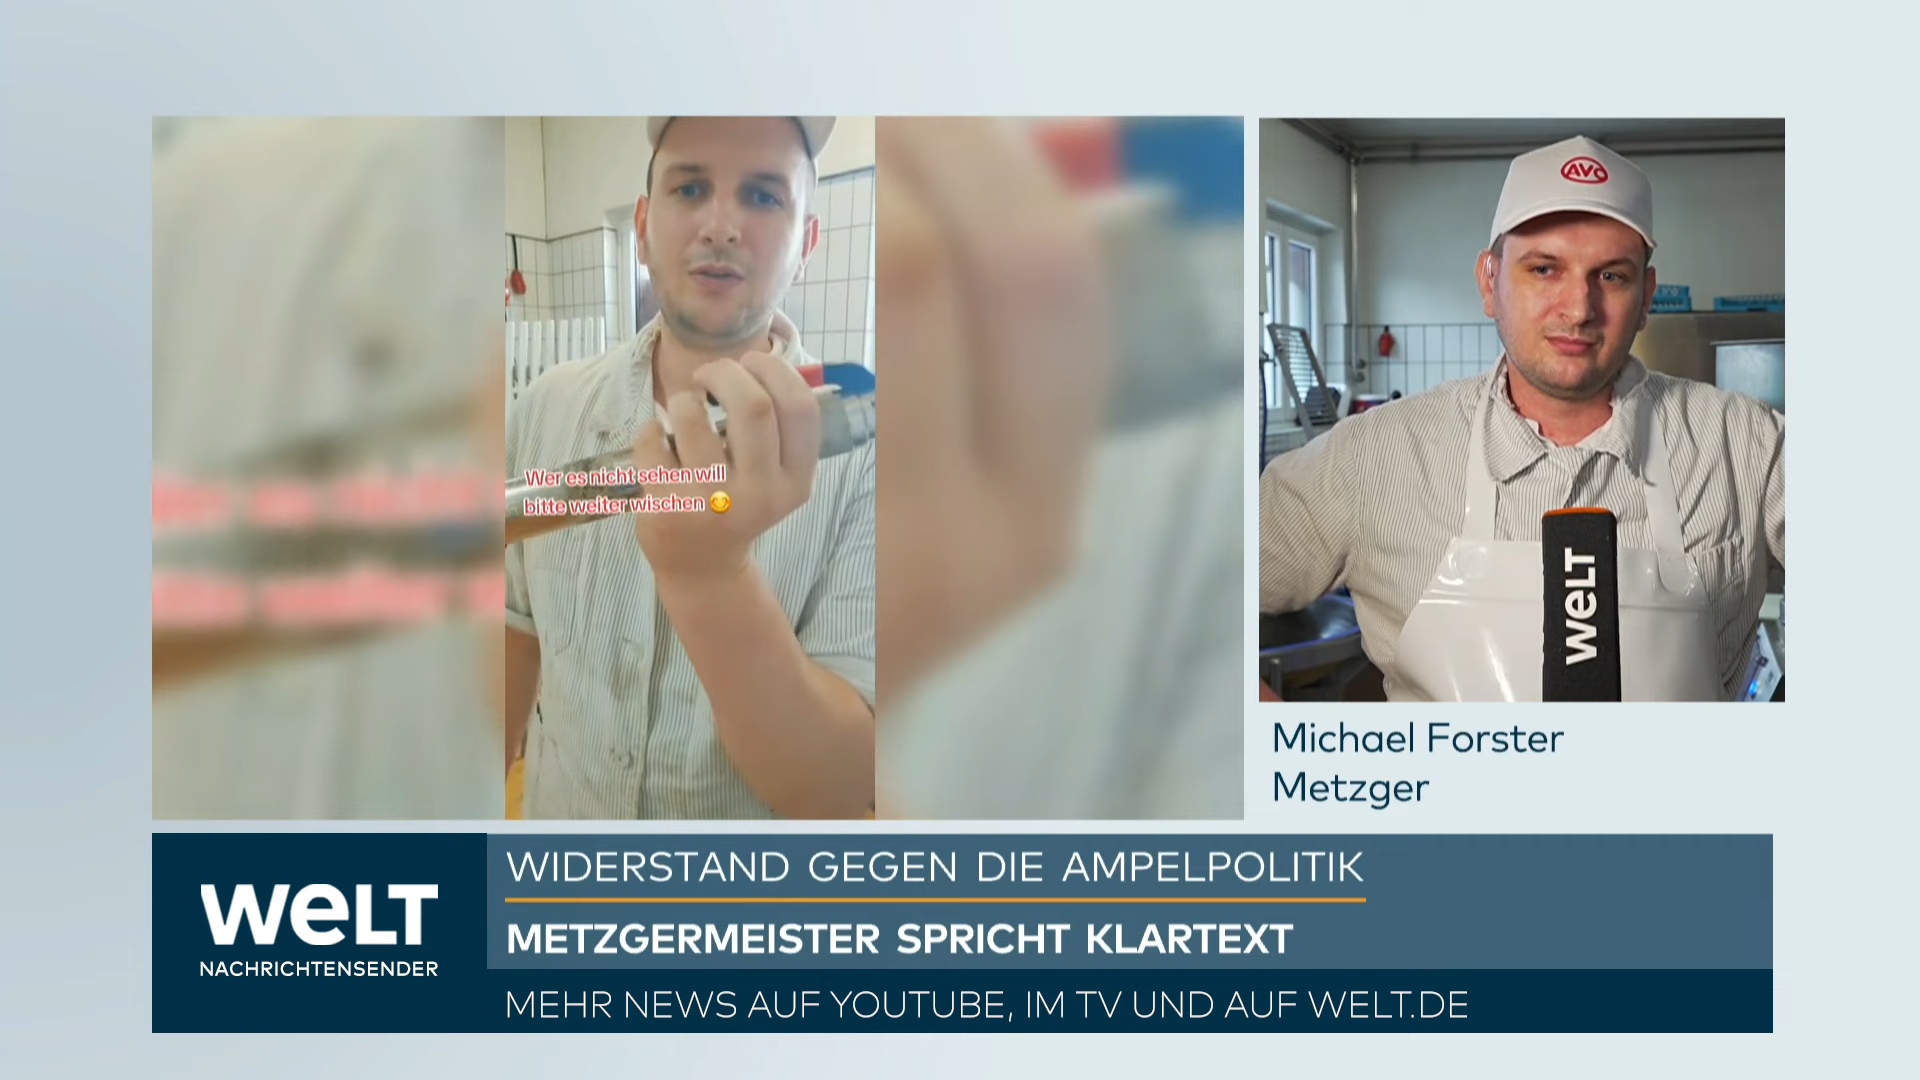 AVO
Wer es nicht sehen will
bitte weiter wischen 😊
WELT
Michael Forster
Metzger
WELT
NACHRICHTENSENDER
WIDERSTAND GEGEN DIE AMPELPOLITIK
METZGERMEISTER SPRICHT KLARTEXT
MEHR NEWS AUF YOUTUBE, IM TV UND AUF WELT.DE